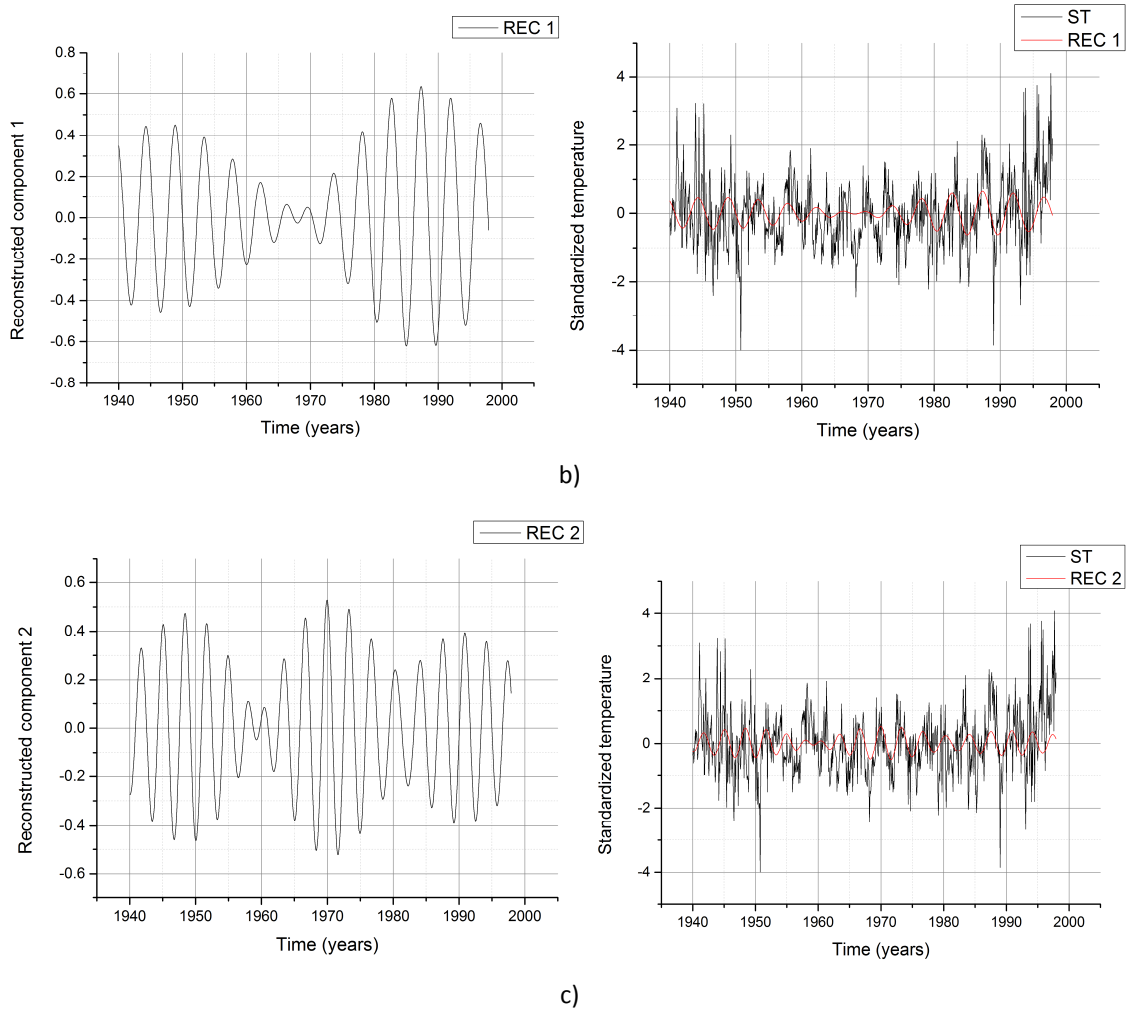 REC 1
0.8
0.6
0.4
0.2
0.0
-0.2
-0.4
-0.6
-0.8
Reconstructed component 1
1940 1950 1960 1970 1980 1990 2000
Time (years)
ST
REC 1
4
2
0
-2
-4
Standardized temperature
1940 1950 1960 1970 1980 1990 2000
Time (years)
b)
REC 2
0.6
0.4
0.2
0.0
-0.2
-0.4
-0.6
Reconstructed component 2
1940 1950 1960 1970 1980 1990 2000
Time (years)
ST
REC 2
4
2
0
-2
-4
Standardized temperature
1940 1950 1960 1970 1980 1990 2000
Time (years)
c)